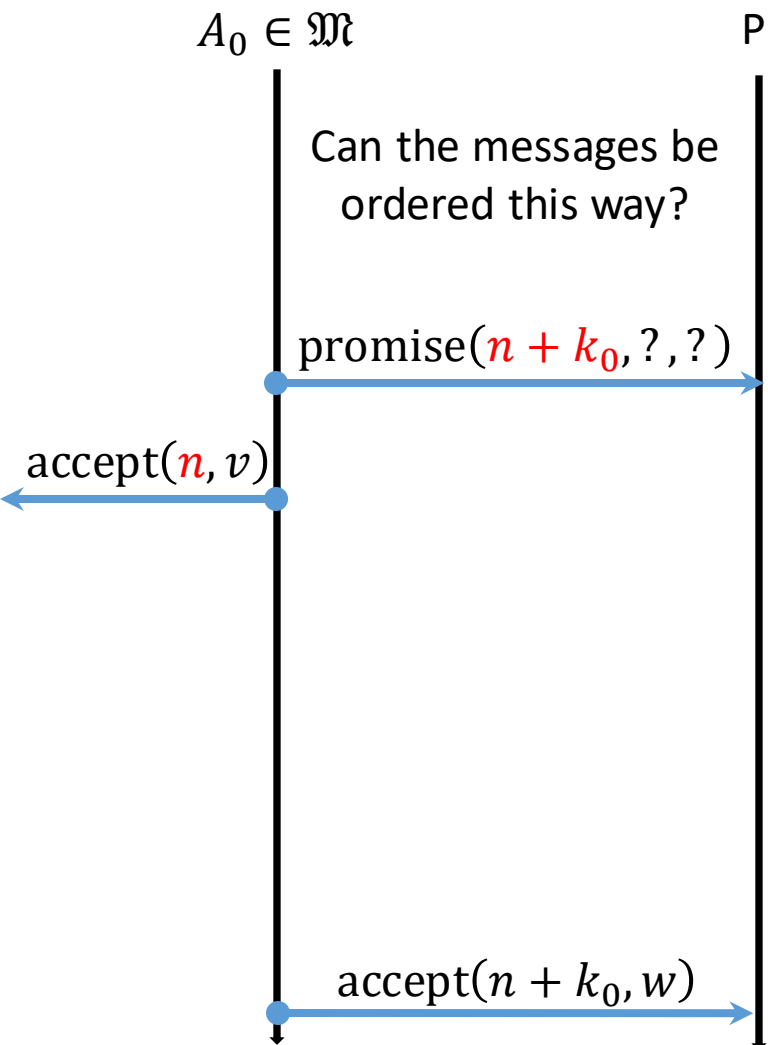 A₀ ∈ 𝔐 P
Can the messages be
ordered this way?
promise(n + k₀, ?, ?)
accept(n, v)
accept(n + k₀, w)